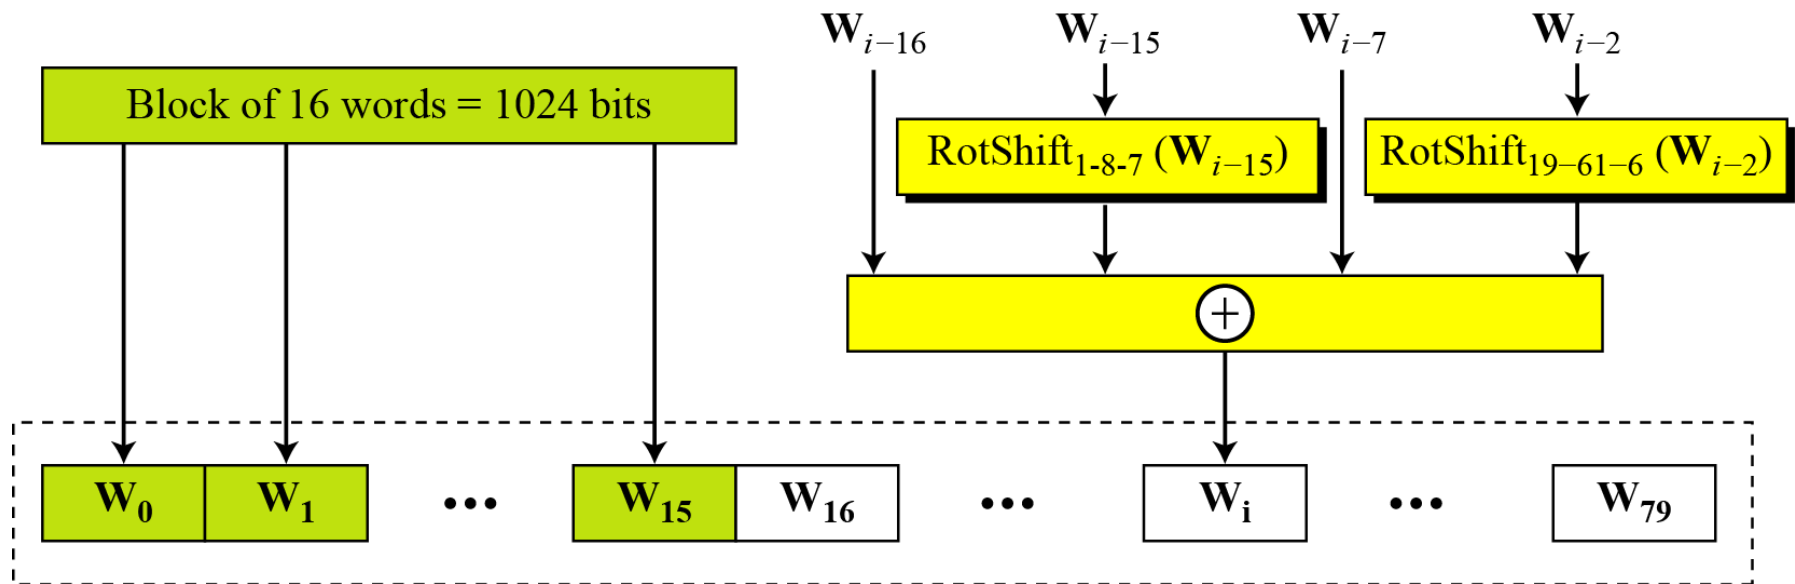 W_{i–16} W_{i–15} W_{i–7} W_{i–2}
Block of 16 words = 1024 bits
RotShift_{1-8-7} (W_{i–15}) RotShift_{19–61–6} (W_{i–2})
+
W_0 W_1 ••• W_15 W_16 ••• W_i ••• W_79